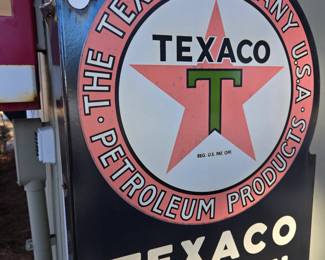 THE TEXAS COMPANY U.S.A.
TEXACO
T
REG. U.S. PAT. OFF.
PETROLEUM PRODUCTS
TEXACO